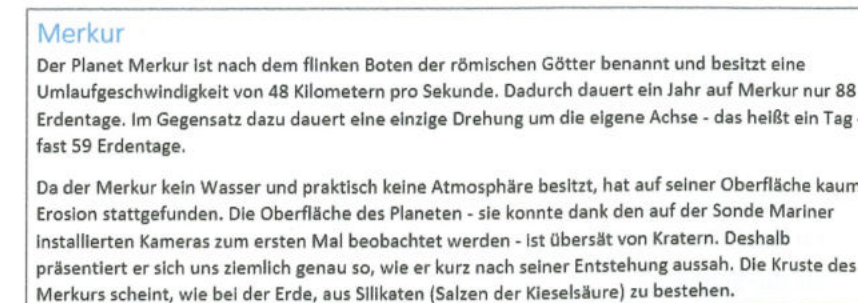 Merkur
Der Planet Merkur ist nach dem flinken Boten der römischen Götter benannt und besitzt eine
Umlaufgeschwindigkeit von 48 Kilometern pro Sekunde. Dadurch dauert ein Jahr auf Merkur nur 88
Erdentage. Im Gegensatz dazu dauert eine einzige Drehung um die eigene Achse - das heißt ein Tag -
fast 59 Erdentage.
Da der Merkur kein Wasser und praktisch keine Atmosphäre besitzt, hat auf seiner Oberfläche kaum
Erosion stattgefunden. Die Oberfläche des Planeten - sie konnte dank den auf der Sonde Mariner
installierten Kameras zum ersten Mal beobachtet werden - ist übersät von Kratern. Deshalb
präsentiert er sich uns ziemlich genau so, wie er kurz nach seiner Entstehung aussah. Die Kruste des
Merkurs scheint, wie bei der Erde, aus Silikaten (Salzen der Kieselsäure) zu bestehen.